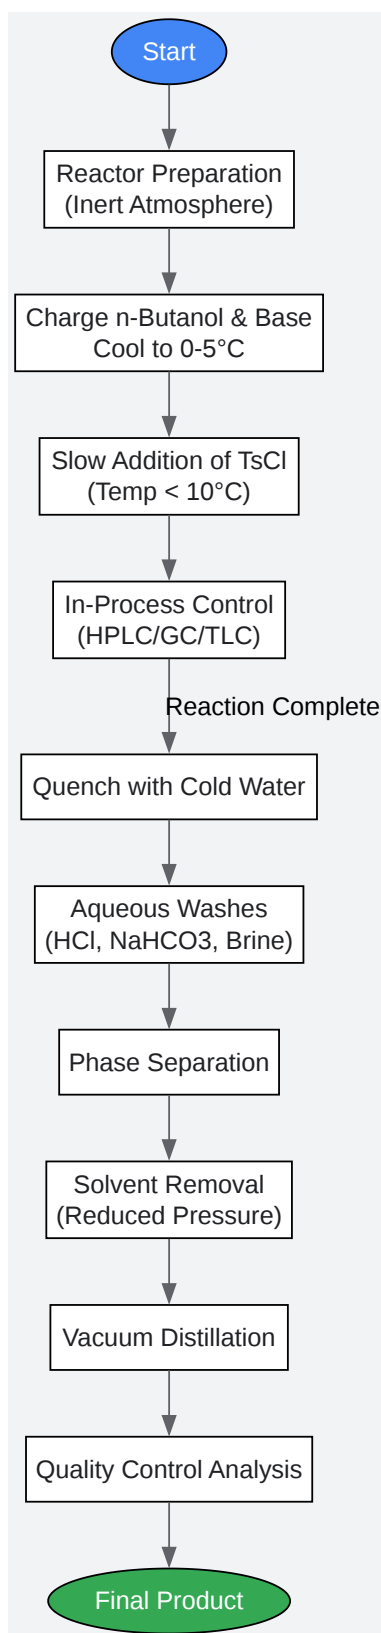 Start
Reactor Preparation
(Inert Atmosphere)
Charge n-Butanol & Base
Cool to 0-5°C
Slow Addition of TsCl
(Temp < 10°C)
In-Process Control
(HPLC/GC/TLC)
Reaction Complete
Quench with Cold Water
Aqueous Washes
(HCl, NaHCO3, Brine)
Phase Separation
Solvent Removal
(Reduced Pressure)
Vacuum Distillation
Quality Control Analysis
Final Product